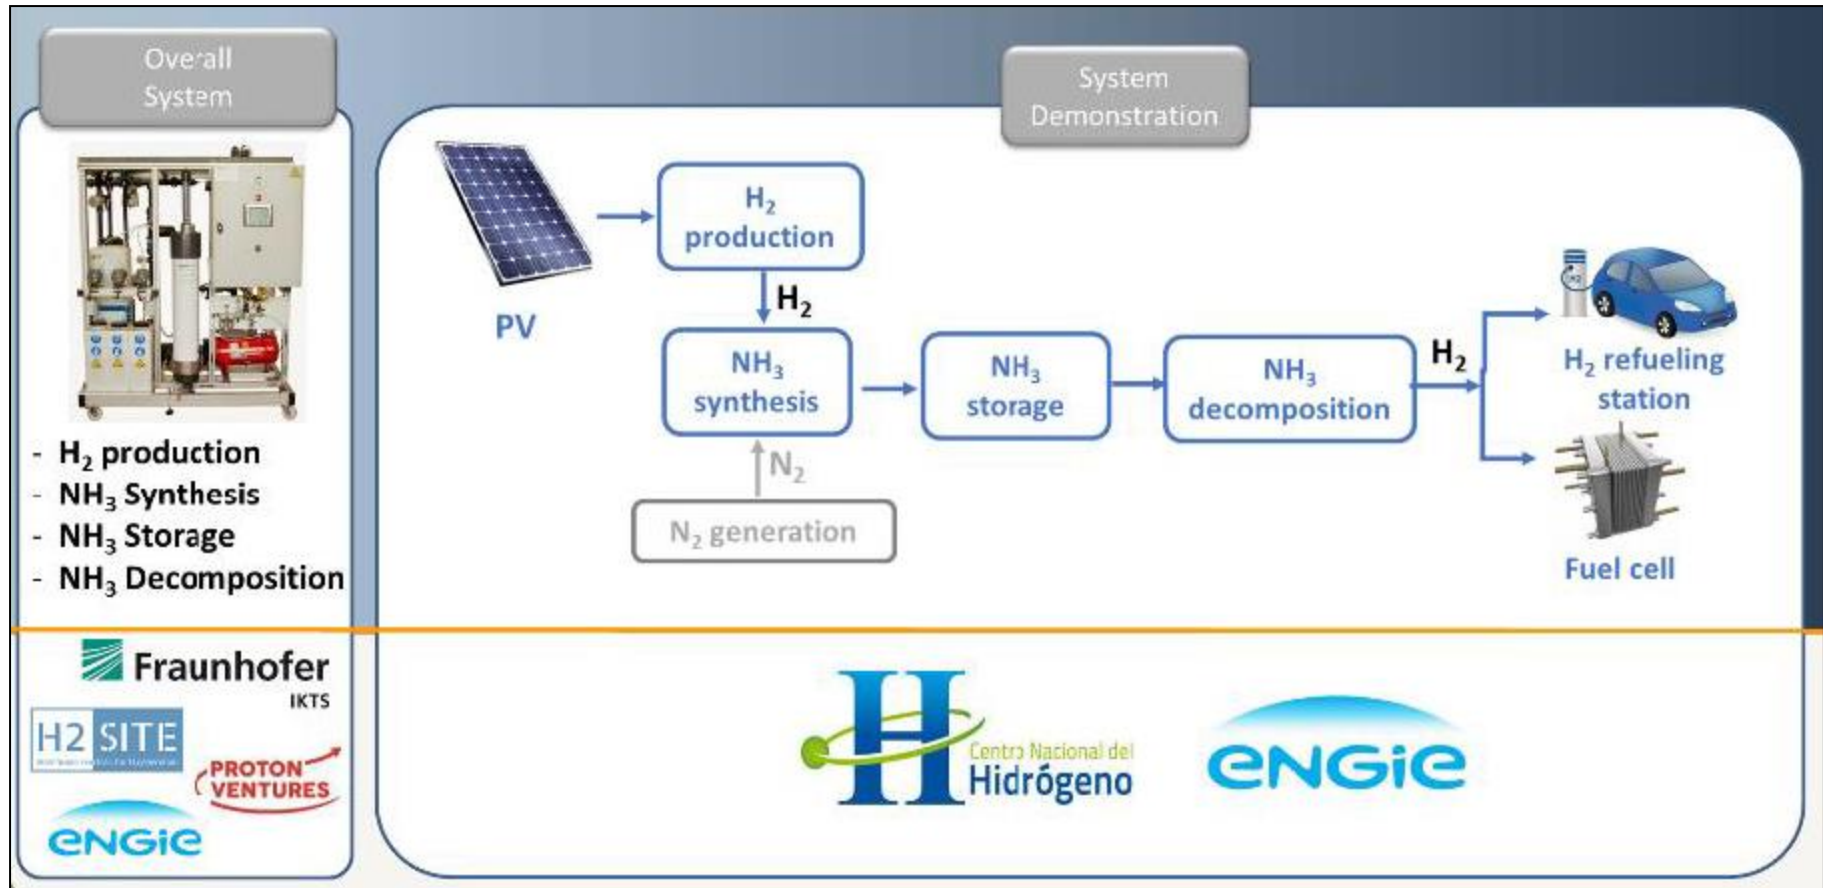 Overall
System
- H₂ production
- NH₃ Synthesis
- NH₃ Storage
- NH₃ Decomposition
Fraunhofer
IKTS
H2 SITE
PROTON
VENTURES
ENGiE
System
Demonstration
PV
H₂
production
H₂
NH₃
synthesis
N₂
N₂ generation
NH₃
storage
NH₃
decomposition
H₂
H₂ refueling
station
Fuel cell
Centro Nacional del
Hidrógeno
ENGiE